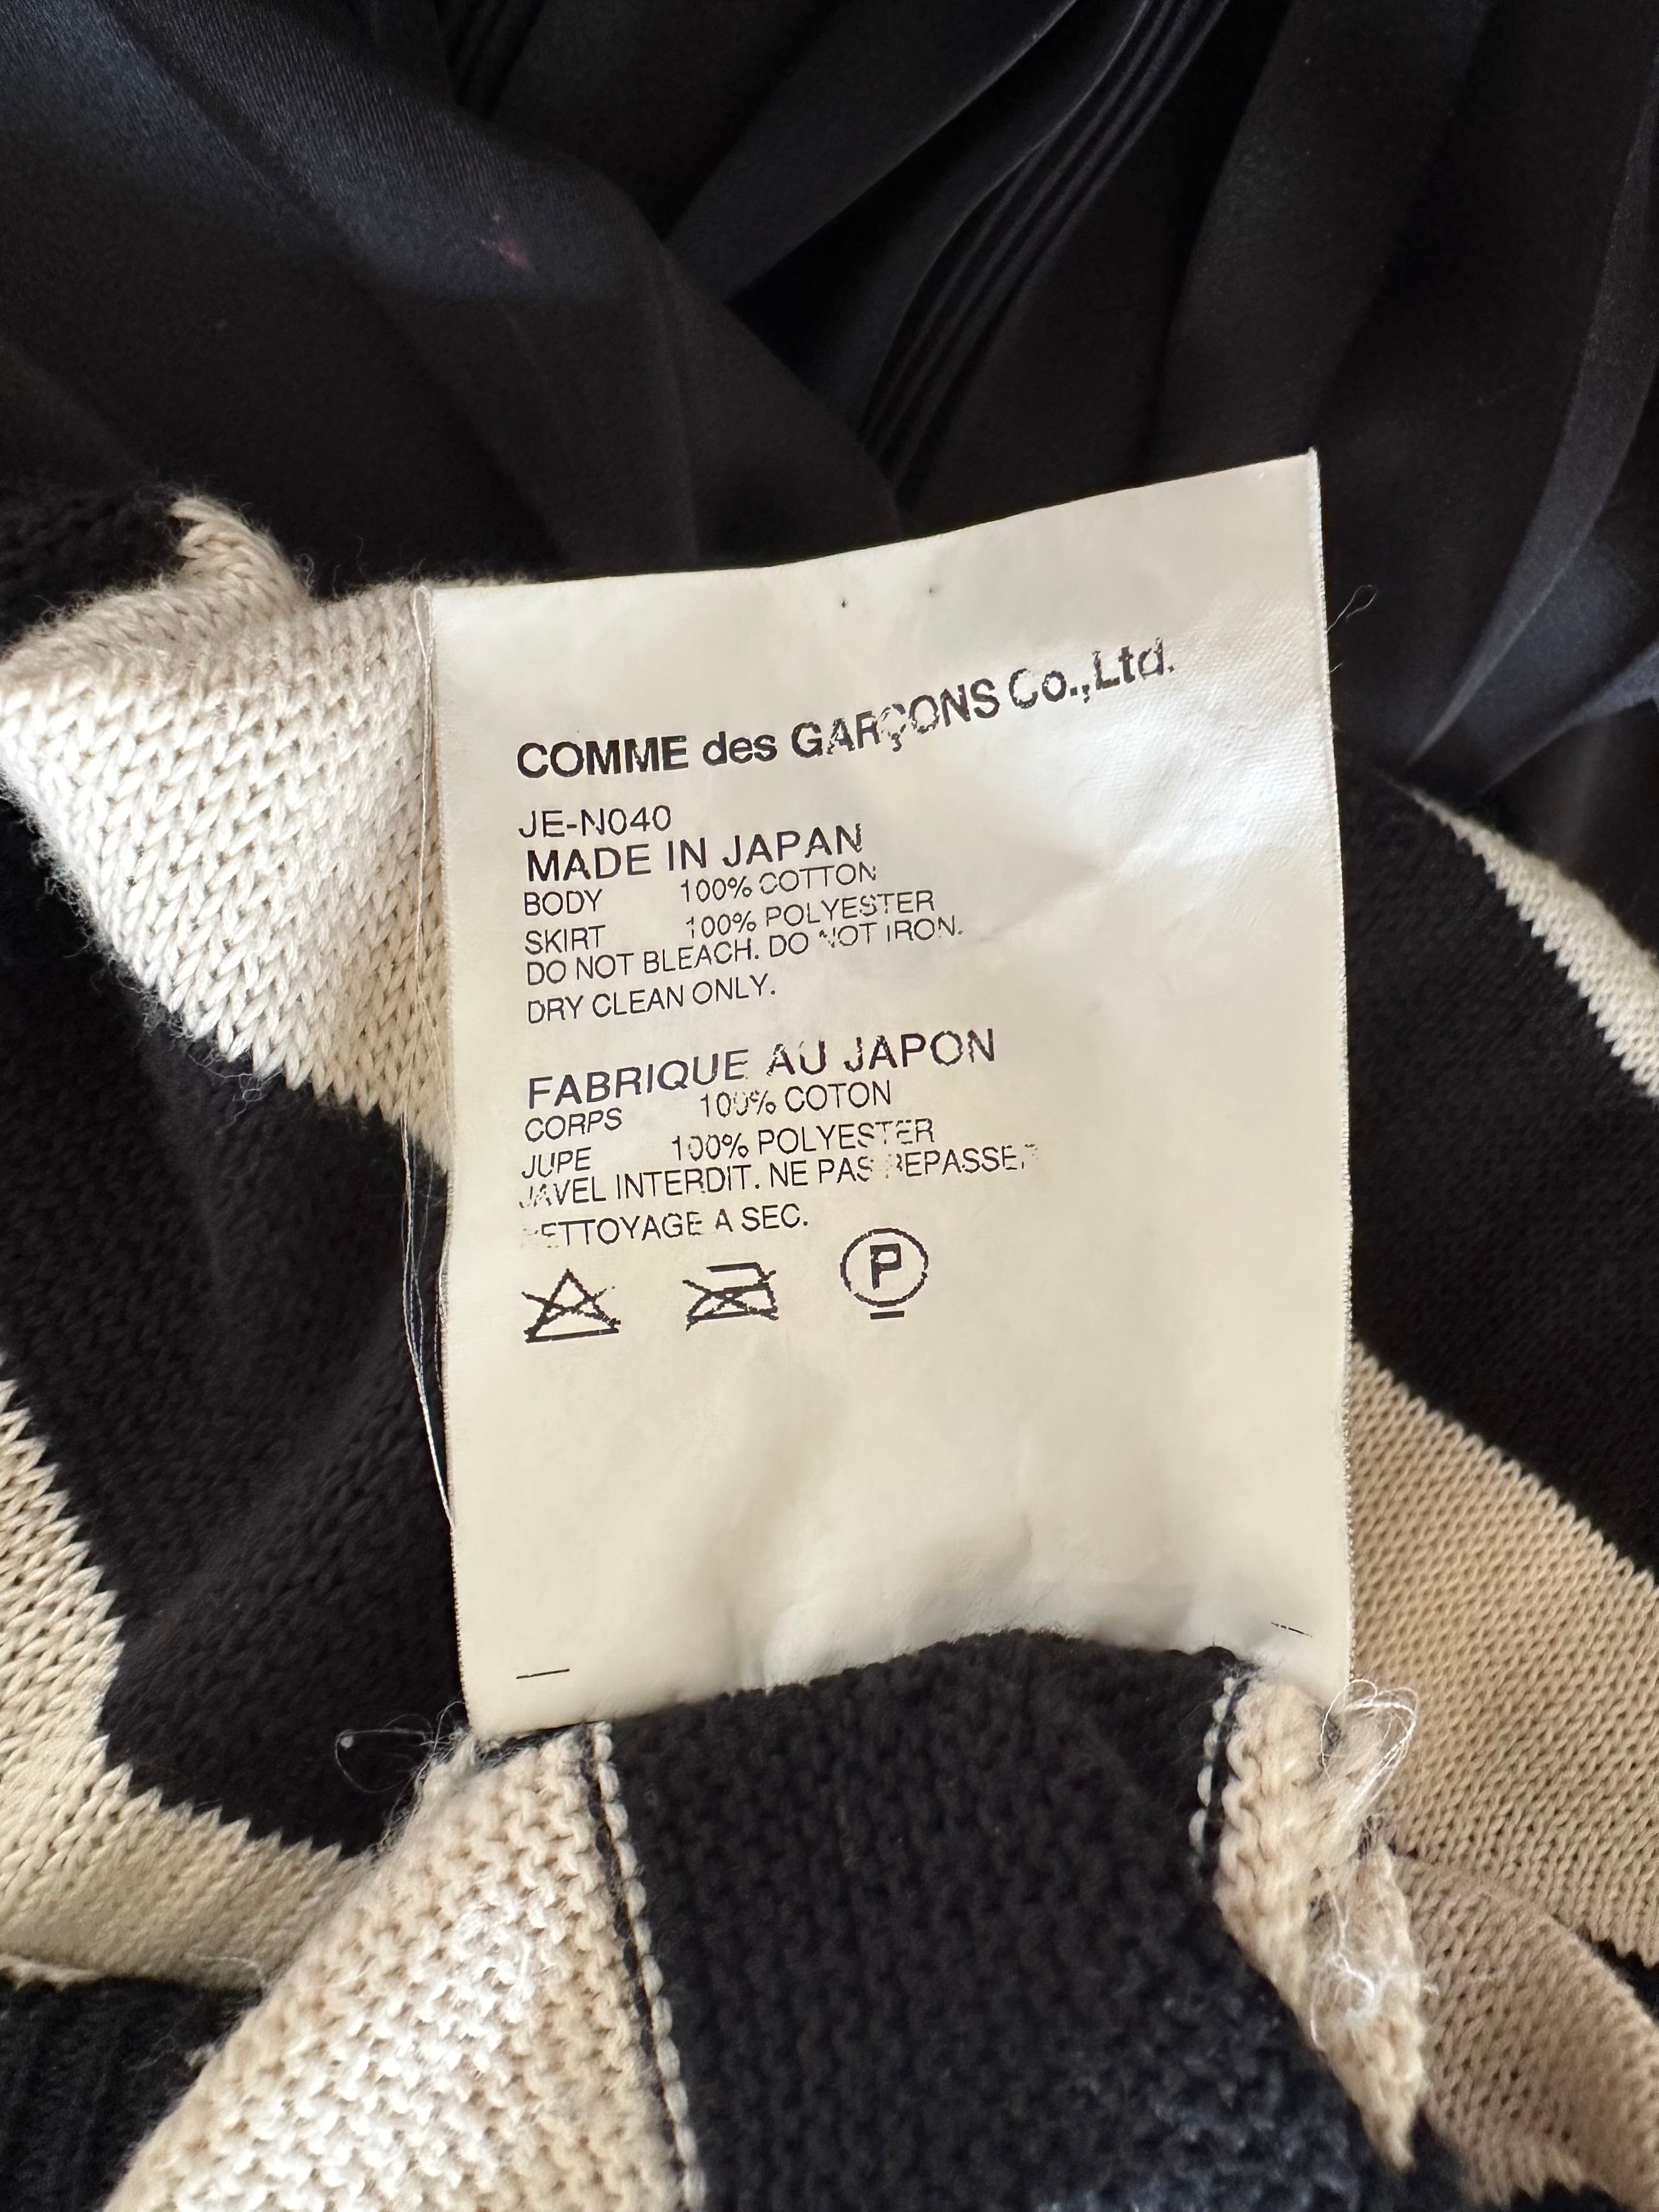 COMME des GARÇONS Co.,Ltd.
JE-N040
MADE IN JAPAN
BODY 100% COTTON
SKIRT 100% POLYESTER
DO NOT BLEACH. DO NOT IRON.
DRY CLEAN ONLY.
FABRIQUE AU JAPON
CORPS 100% COTON
JUPE 100% POLYESTER
JAVEL INTERDIT. NE PAS REPASSER
NETTOYAGE A SEC.
P